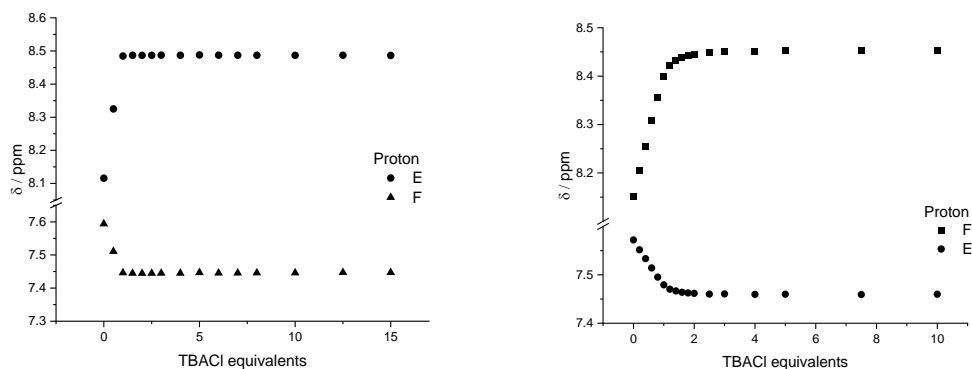 8.6
8.5
8.4
8.3
8.2
8.1
7.6
7.5
7.4
7.3
δ / ppm
Proton
E
F
0 5 10 15
TBACl equivalents
8.5
8.4
8.3
8.2
7.5
7.4
δ / ppm
Proton
F
E
0 2 4 6 8 10
TBACl equivalents